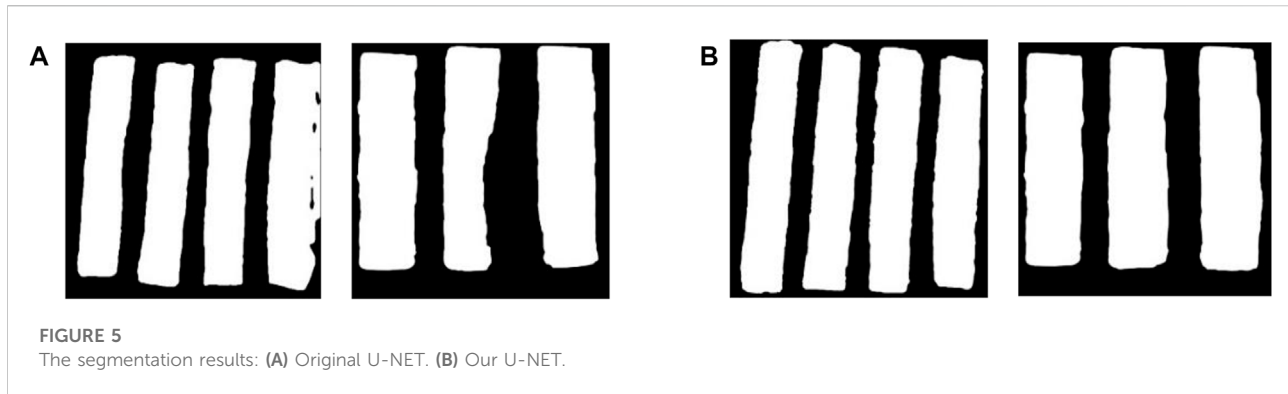 A
B
FIGURE 5
The segmentation results: (A) Original U-NET. (B) Our U-NET.